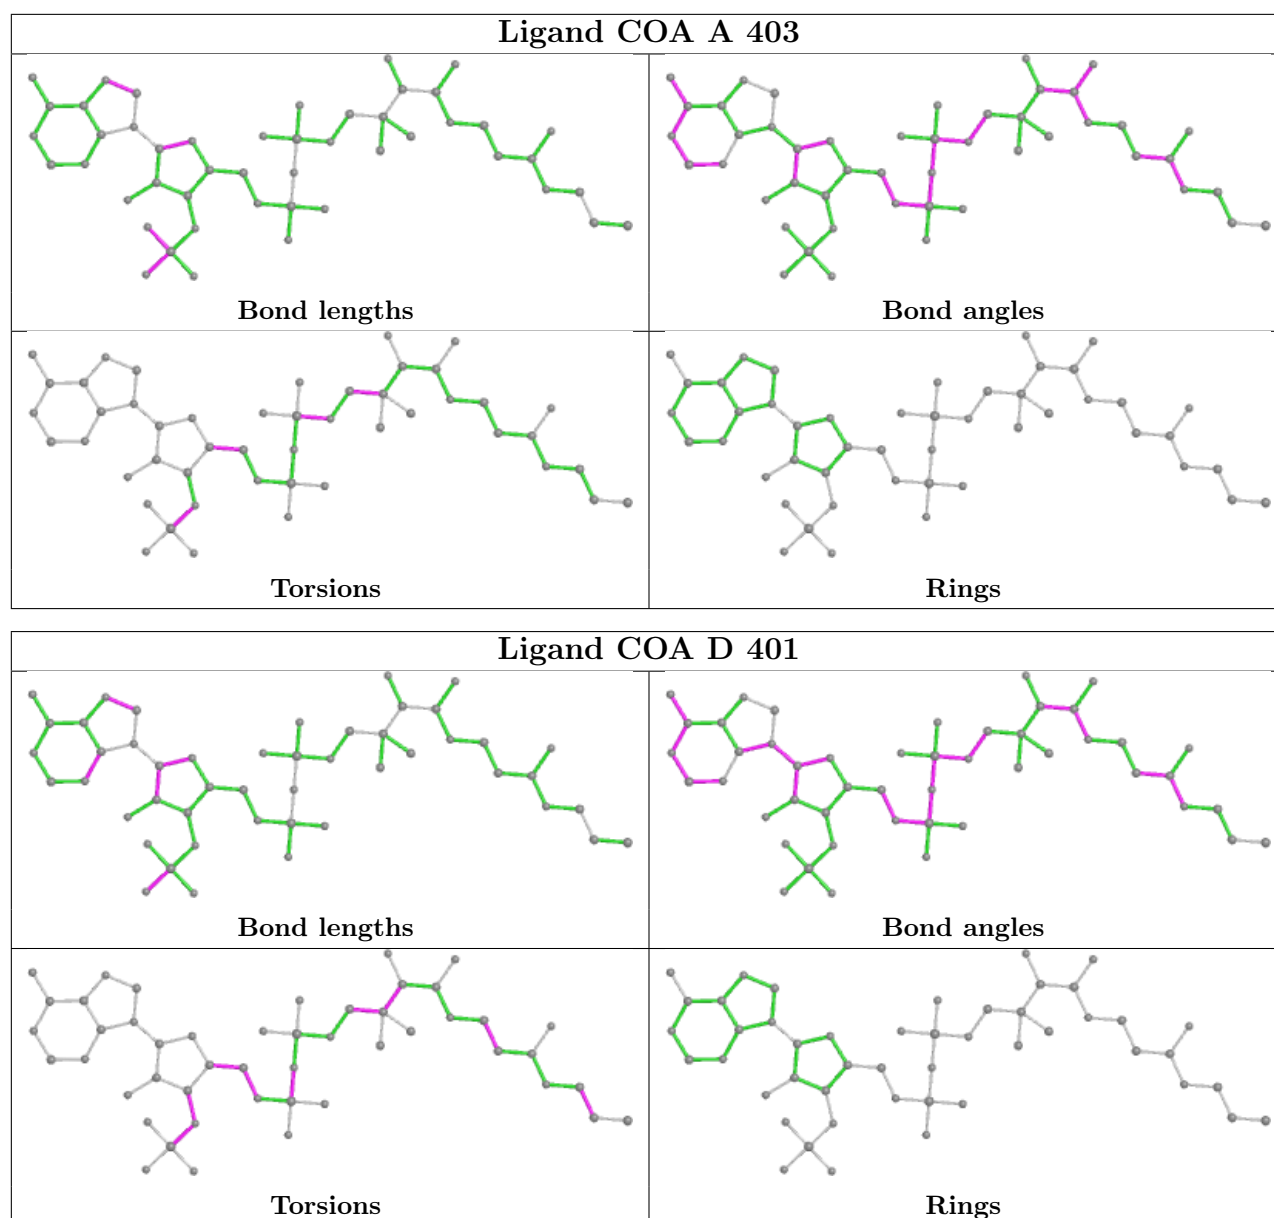 Ligand COA A 403
Bond lengths
Bond angles
Torsions
Rings
Ligand COA D 401
Bond lengths
Bond angles
Torsions
Rings